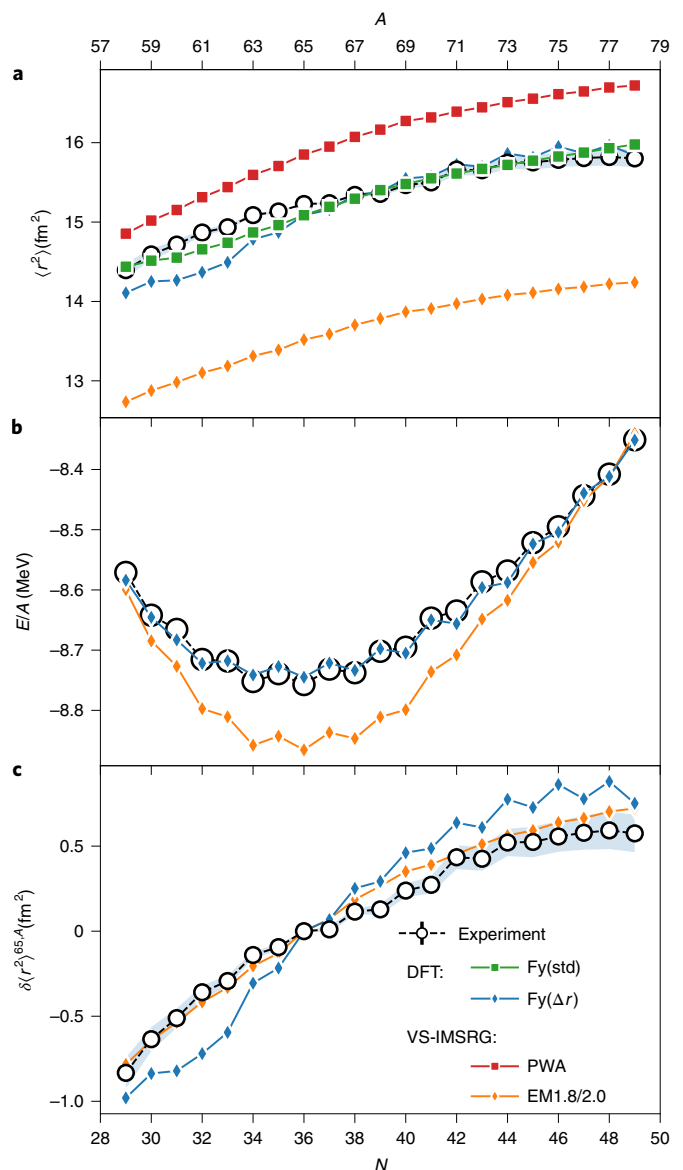 A
57 59 61 63 65 67 69 71 73 75 77 79
a
16
15
14
13
⟨r²⟩(fm²)
b
−8.4
−8.5
−8.6
−8.7
−8.8
E/A (MeV)
c
0.5
0
−0.5
−1.0
δ⟨r²⟩⁶⁵,ᴬ(fm²)
Experiment
DFT: Fy(std)
Fy(Δr)
VS-IMSRG:
PWA
EM1.8/2.0
28 30 32 34 36 38 40 42 44 46 48 50
N